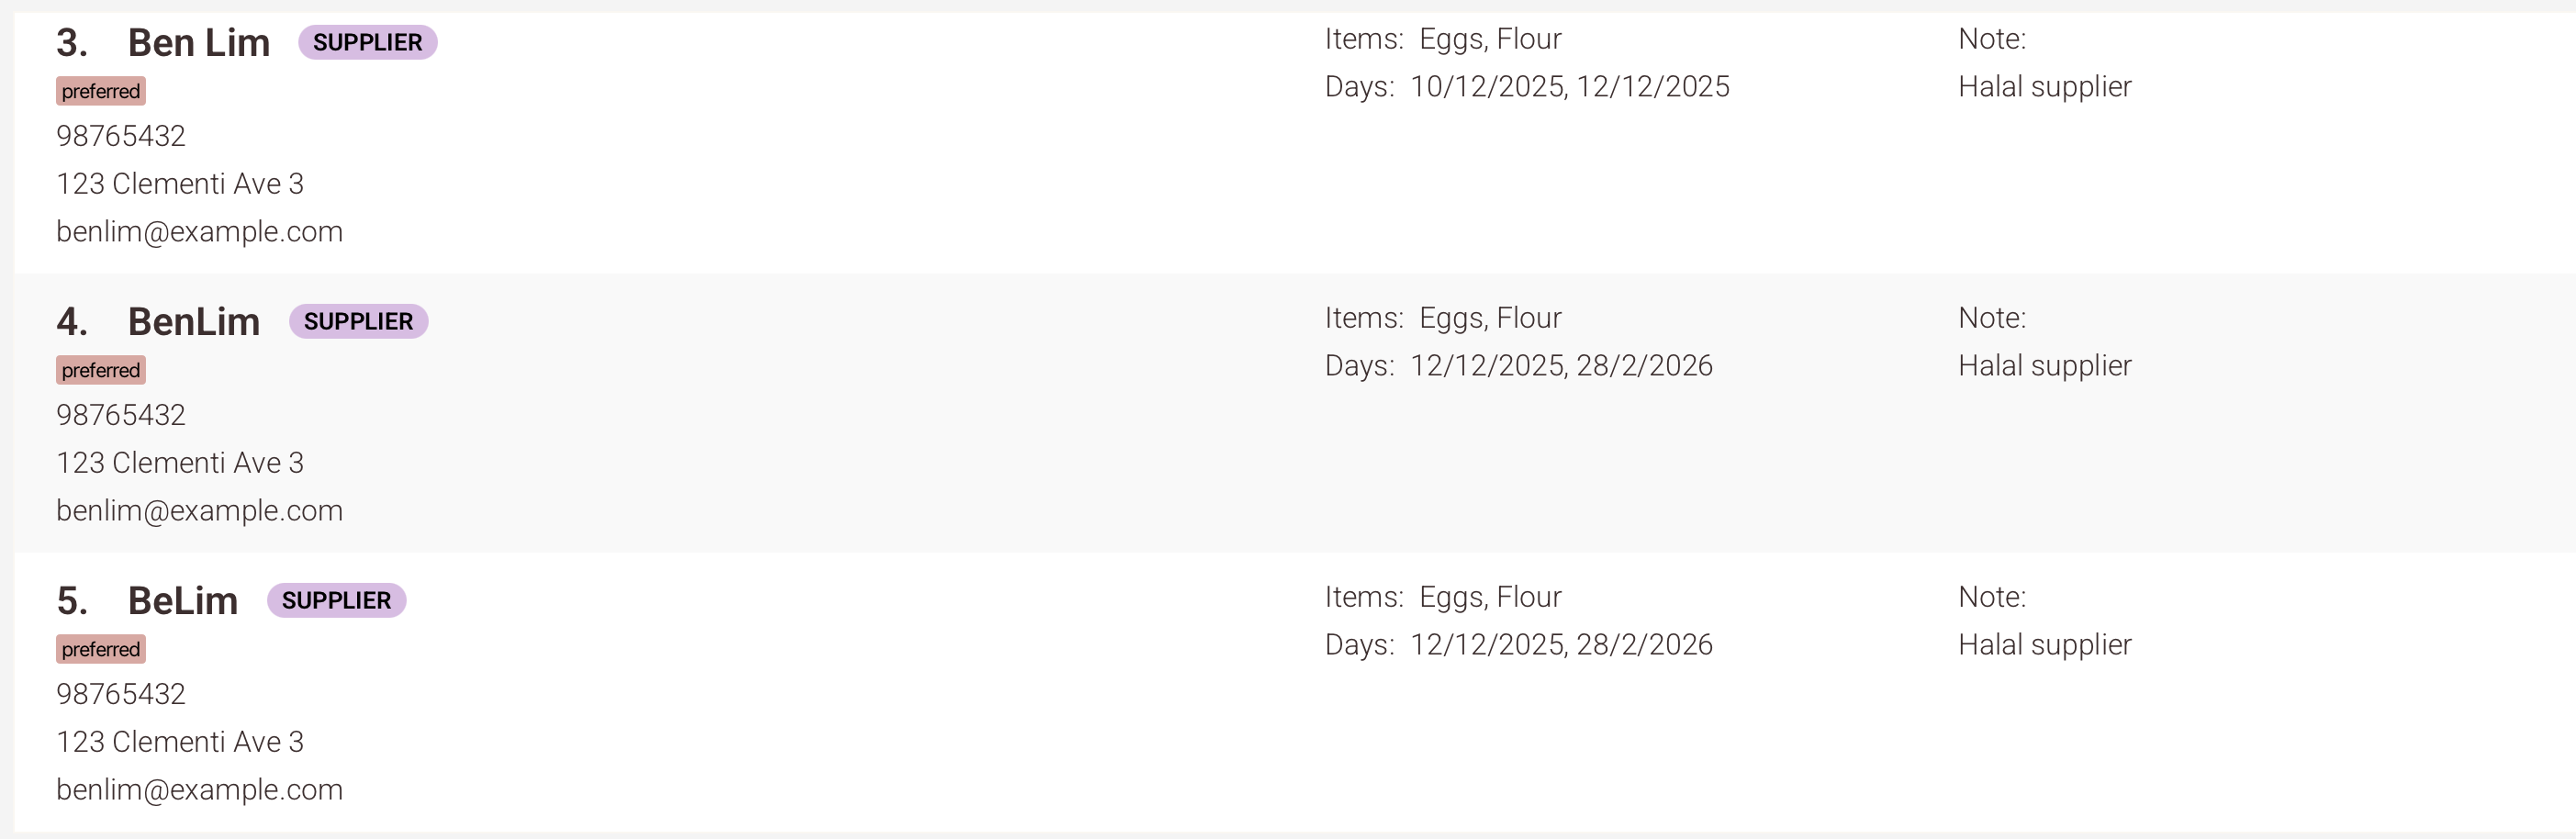 3. Ben Lim SUPPLIER
preferred
98765432
123 Clementi Ave 3
benlim@example.com
Items: Eggs, Flour
Days: 10/12/2025, 12/12/2025
Note:
Halal supplier
4. BenLim SUPPLIER
preferred
98765432
123 Clementi Ave 3
benlim@example.com
Items: Eggs, Flour
Days: 12/12/2025, 28/2/2026
Note:
Halal supplier
5. BeLim SUPPLIER
preferred
98765432
123 Clementi Ave 3
benlim@example.com
Items: Eggs, Flour
Days: 12/12/2025, 28/2/2026
Note:
Halal supplier